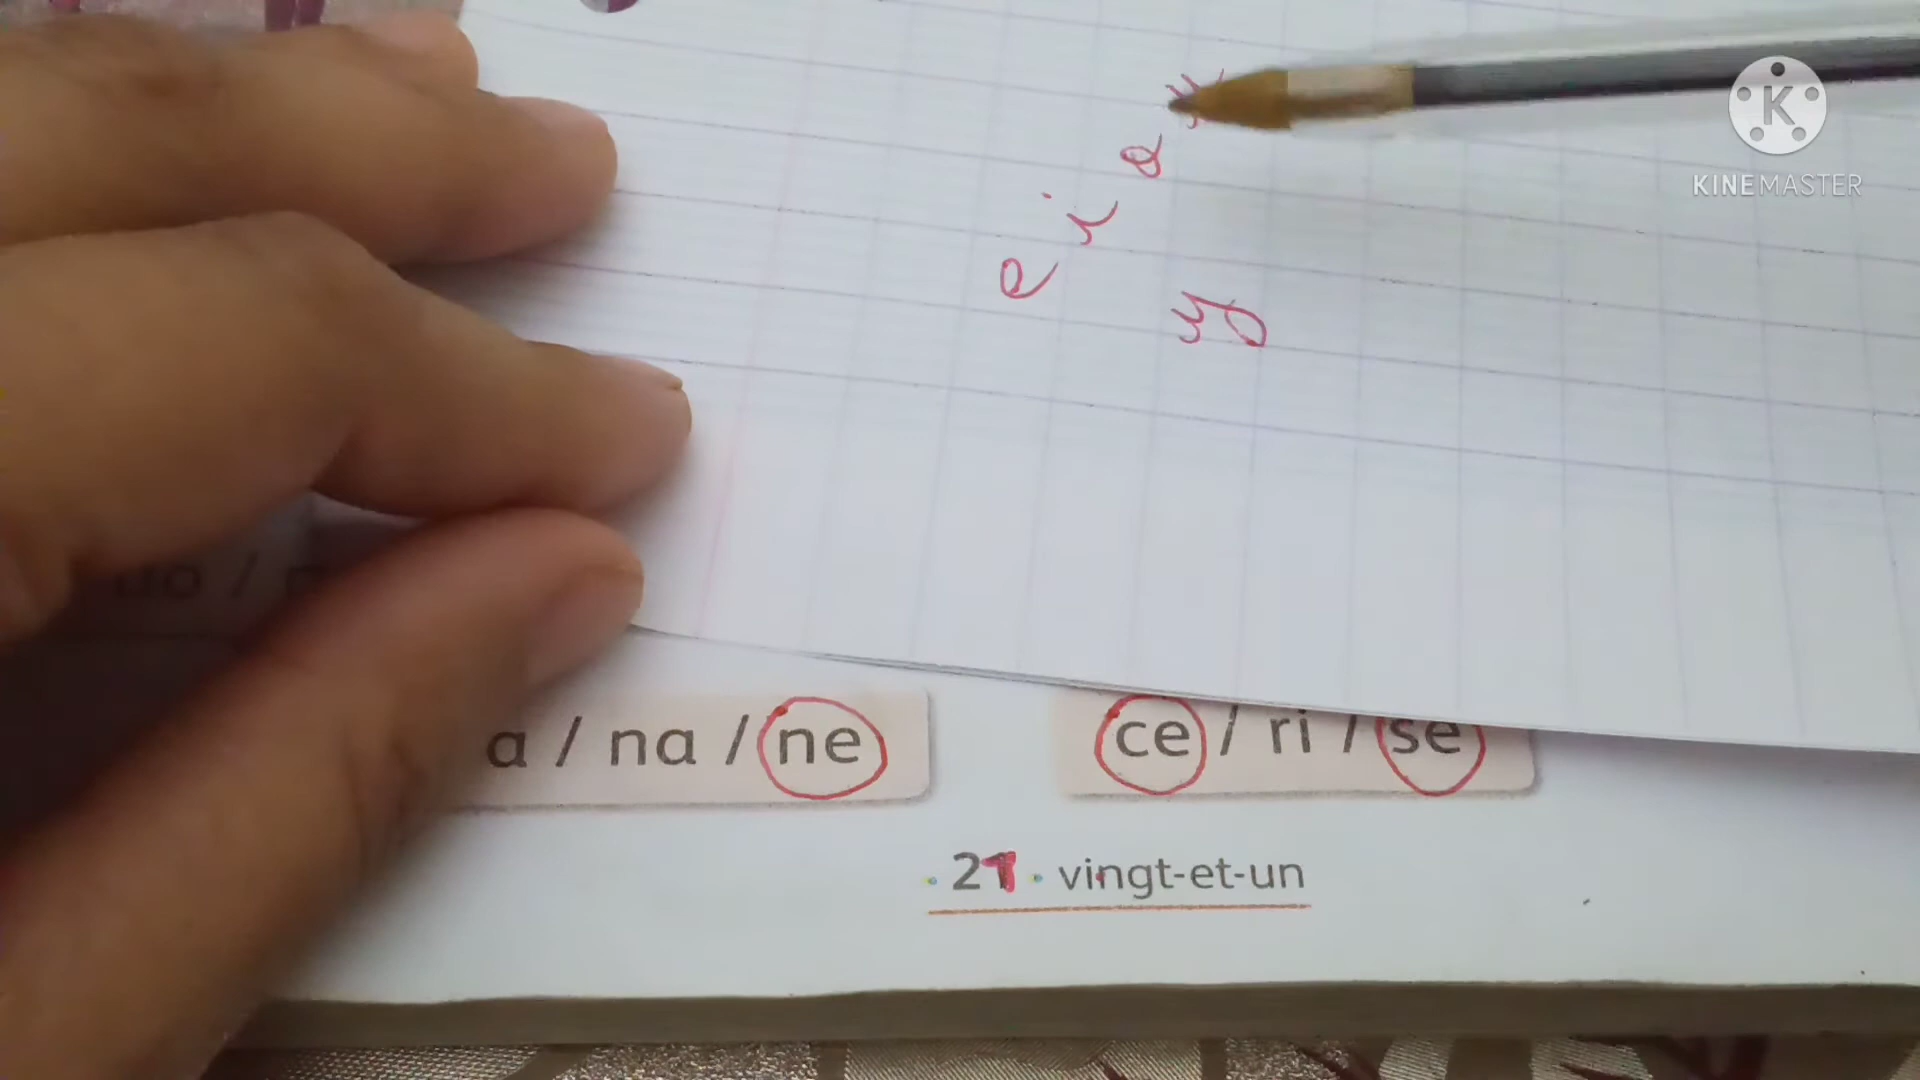 e i o u
y
a / na / ne
ce / ri / se
21 vingt-et-un
KINEMASTER